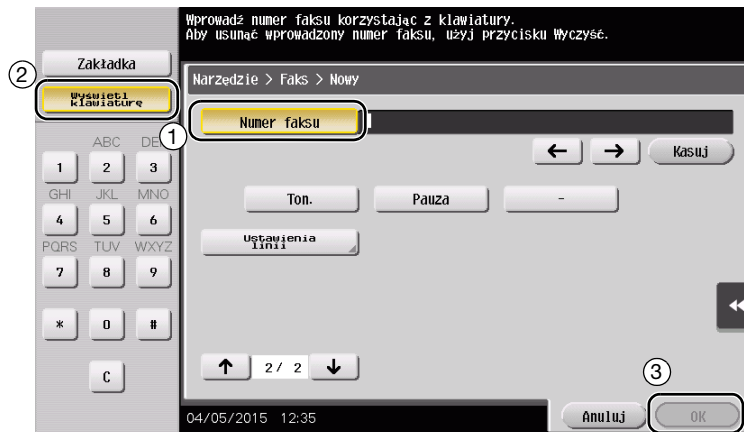 Wprowadź numer faksu korzystając z klawiatury.
Aby usunąć wprowadzony numer faksu, użyj przycisku Wyczyść.
2
Zakładka
Wyświetl
klawiaturę
Narzędzie > Faks > Nowy
1
Numer faksu
← → Kasuj
ABC DE
1 2 3
GHI JKL MNO
4 5 6
PQRS TUV WXYZ
7 8 9
* 0 #
C
Ton. Pauza -
Ustawienia
linii
↑ 2/ 2 ↓
3
04/05/2015 12:35
Anuluj OK